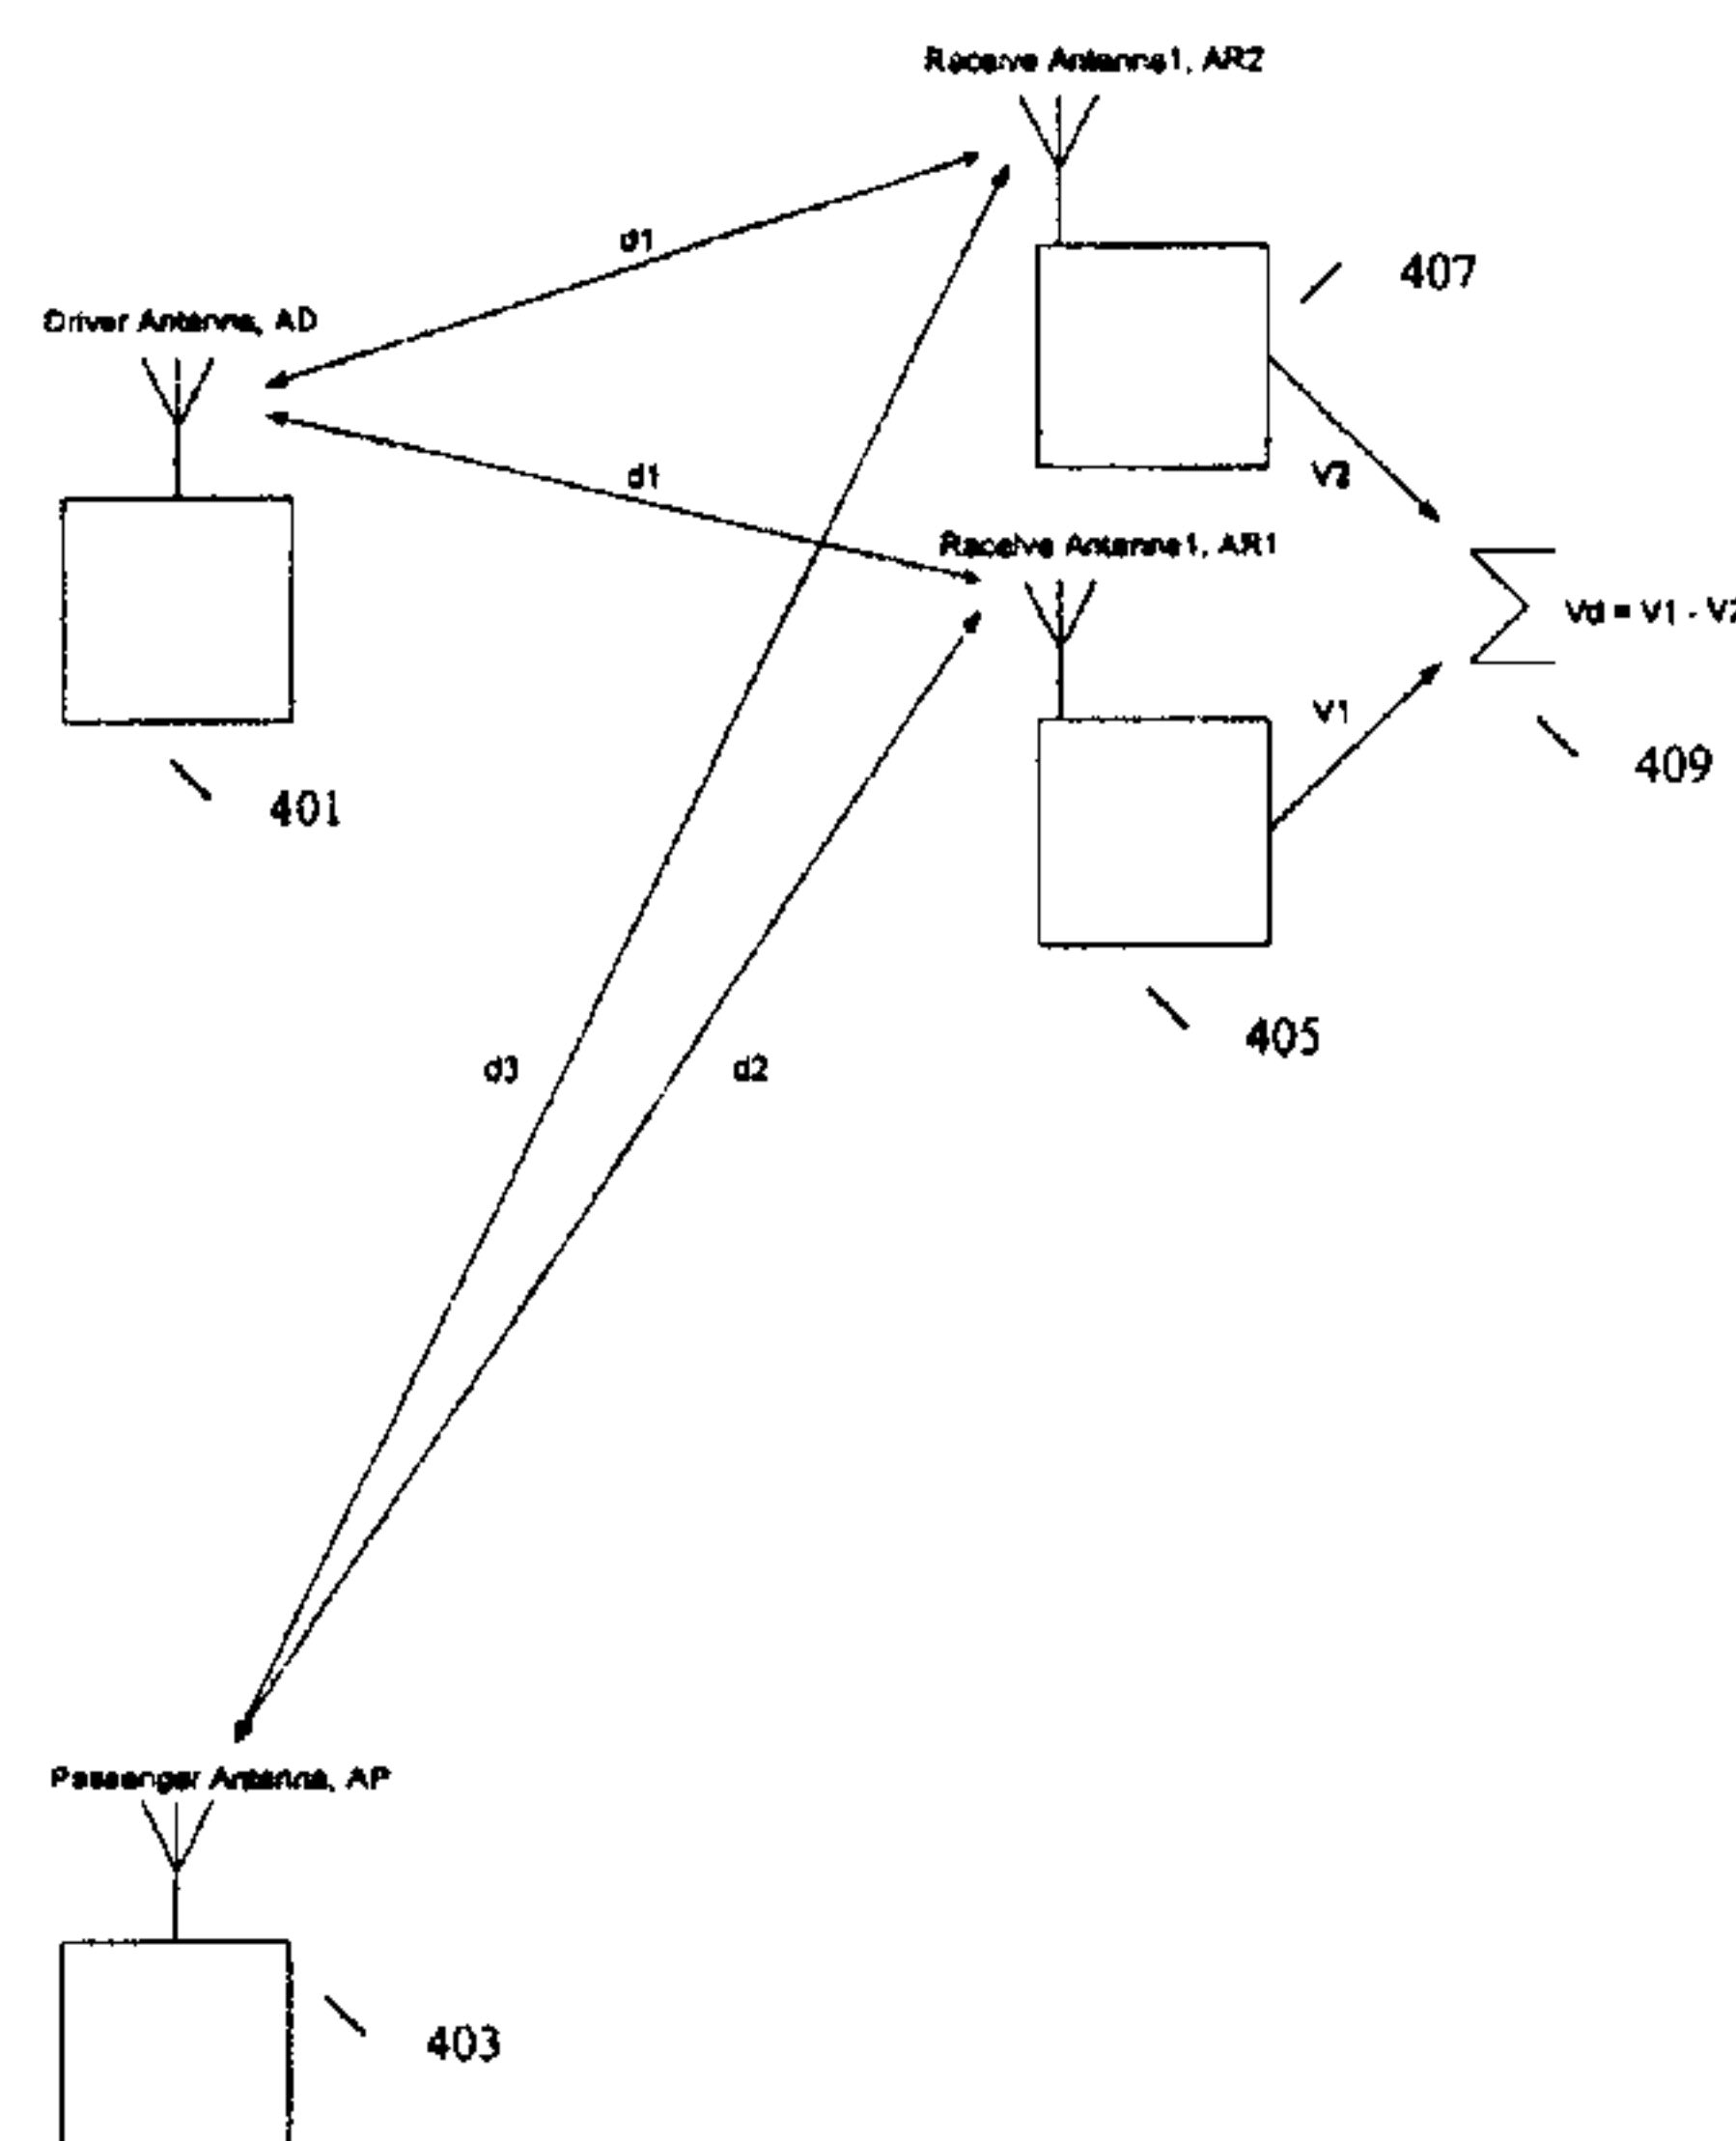 Receive Antenna1, AR2
d1
407
Driver Antenna, AD
d1
V2
Receive Antenna1, AR1
Vd = V1 - V2
V1
409
401
405
d3
d2
Passenger Antenna, AP
403